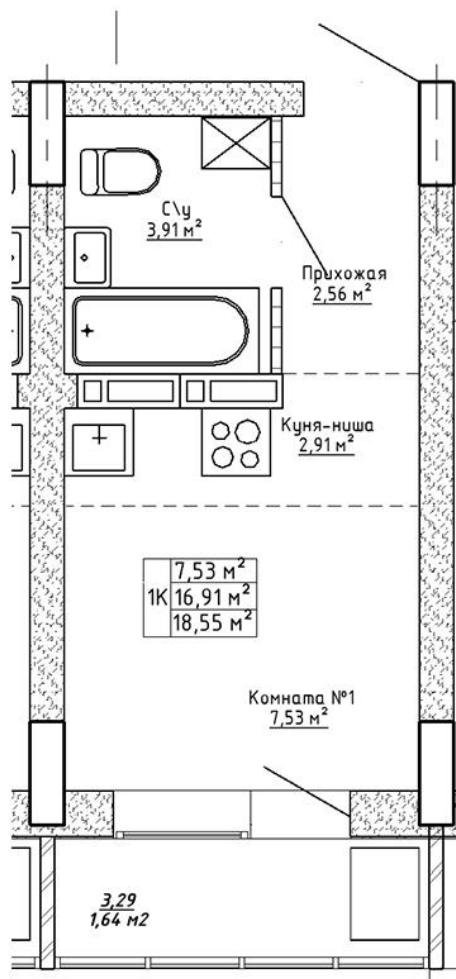 С\у
3,91 м²
Прихожая
2,56 м²
Куня-ниша
2,91 м²
7,53 м²
1К 16,91 м²
18,55 м²
Комната №1
7,53 м²
3,29
1,64 м2